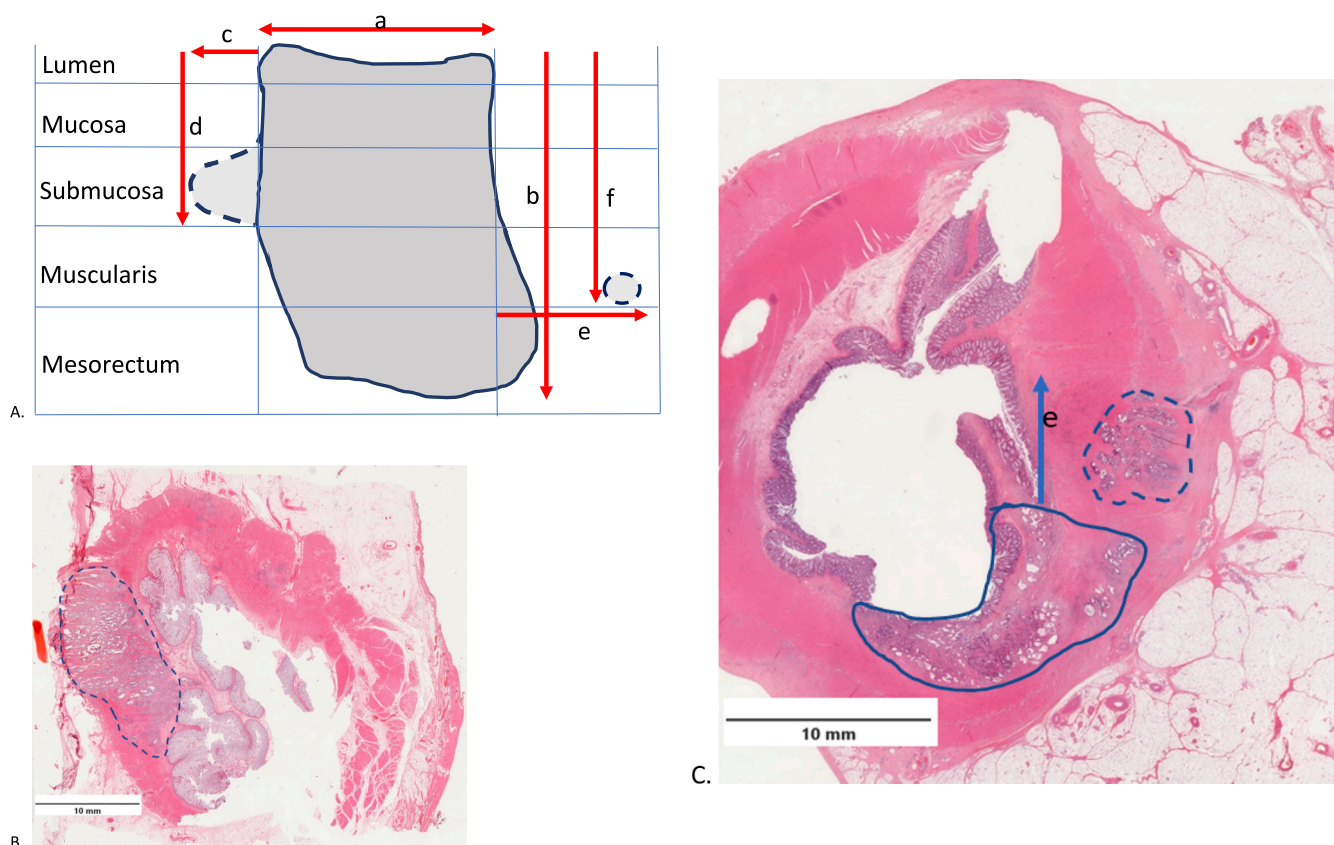 a
c
Lumen
Mucosa
d
Submucosa
b
f
Muscularis
e
Mesorectum
A.
e
10 mm
C.
10 mm
B.